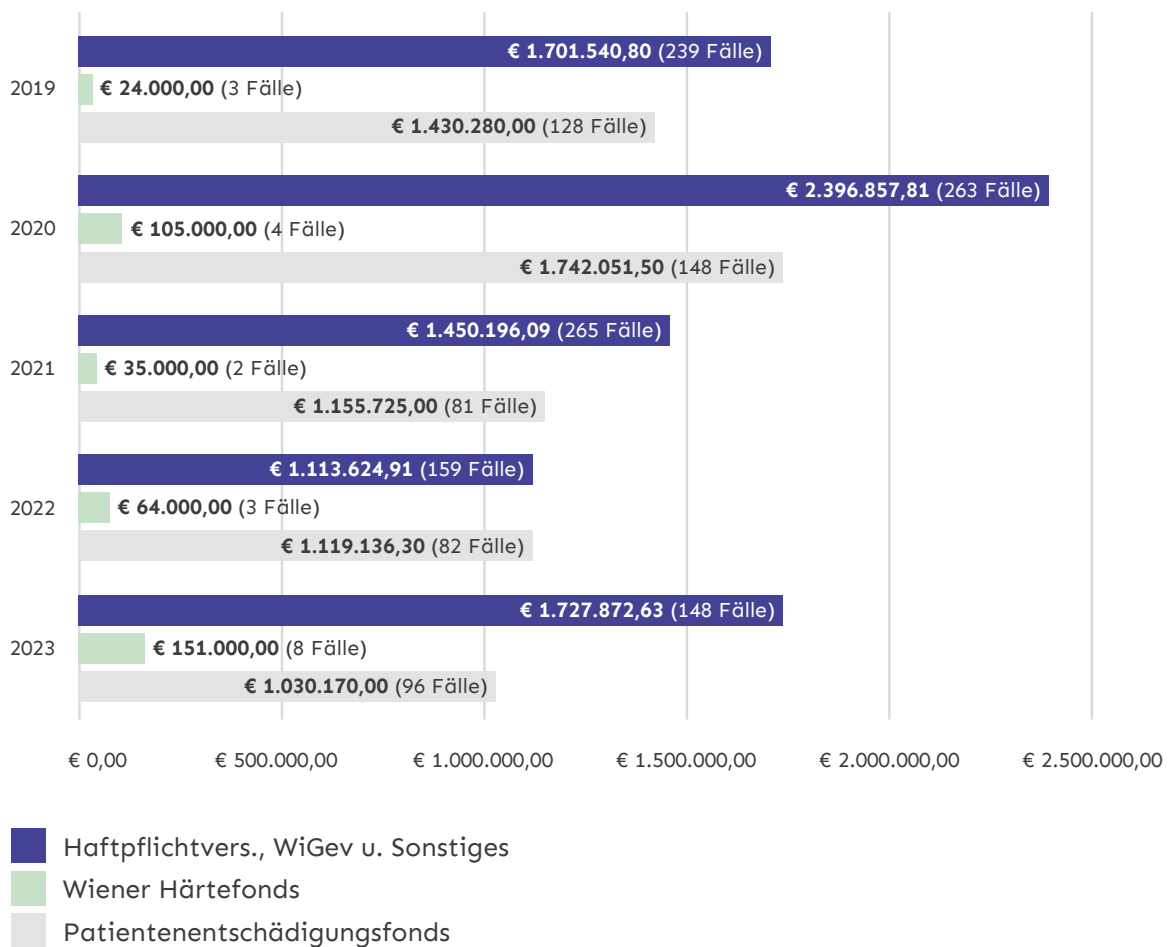 € 1.701.540,80 (239 Fälle)
2019
€ 24.000,00 (3 Fälle)
€ 1.430.280,00 (128 Fälle)
€ 2.396.857,81 (263 Fälle)
2020
€ 105.000,00 (4 Fälle)
€ 1.742.051,50 (148 Fälle)
€ 1.450.196,09 (265 Fälle)
2021
€ 35.000,00 (2 Fälle)
€ 1.155.725,00 (81 Fälle)
€ 1.113.624,91 (159 Fälle)
2022
€ 64.000,00 (3 Fälle)
€ 1.119.136,30 (82 Fälle)
€ 1.727.872,63 (148 Fälle)
2023
€ 151.000,00 (8 Fälle)
€ 1.030.170,00 (96 Fälle)
€ 0,00 € 500.000,00 € 1.000.000,00 € 1.500.000,00 € 2.000.000,00 € 2.500.000,00
Haftpflichtvers., WiGev u. Sonstiges
Wiener Härtefonds
Patientenentschädigungsfonds